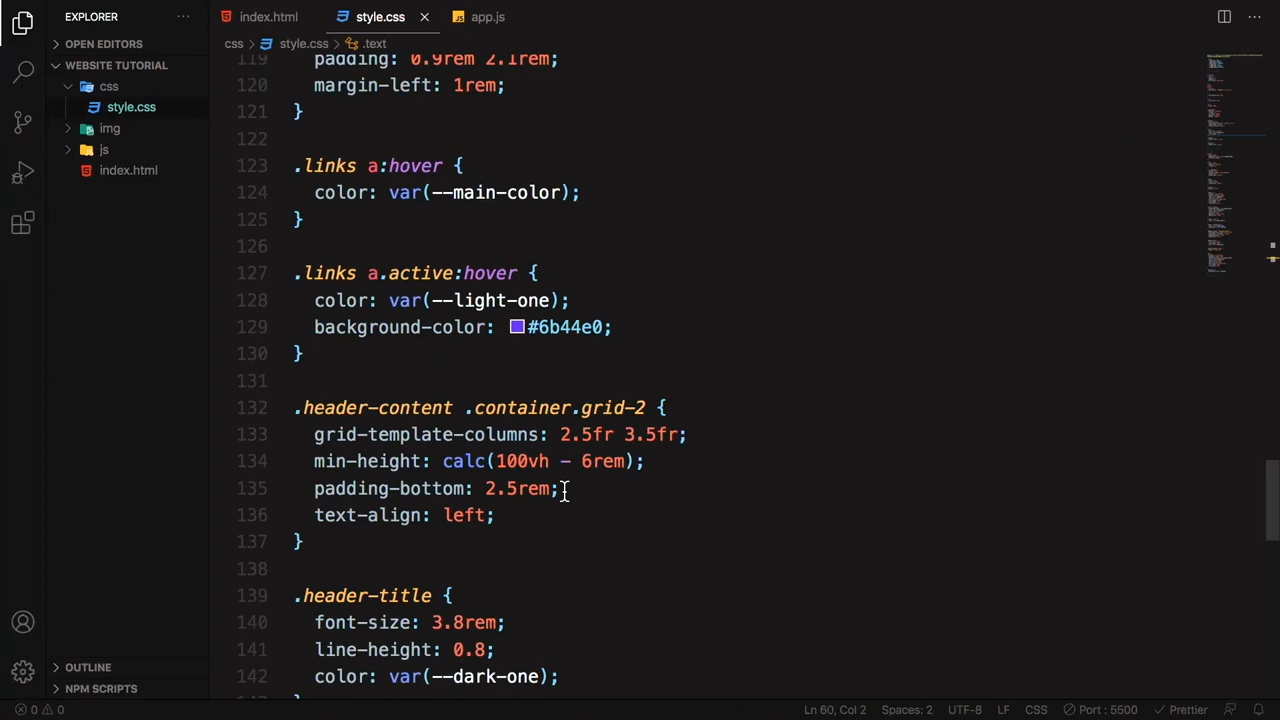 EXPLORER
index.html
style.css
app.js
OPEN EDITORS
css > style.css > .text
WEBSITE TUTORIAL
css
style.css
img
js
index.html
119 padding: 0.9rem 2.1rem;
120 margin-left: 1rem;
121 }
122
123 .links a:hover {
124 color: var(--main-color);
125 }
126
127 .links a.active:hover {
128 color: var(--light-one);
129 background-color: #6b44e0;
130 }
131
132 .header-content .container.grid-2 {
133 grid-template-columns: 2.5fr 3.5fr;
134 min-height: calc(100vh - 6rem);
135 padding-bottom: 2.5rem;
136 text-align: left;
137 }
138
139 .header-title {
140 font-size: 3.8rem;
141 line-height: 0.8;
142 color: var(--dark-one);
OUTLINE
NPM SCRIPTS
0 0
Ln 60, Col 2
Spaces: 2
UTF-8
LF
CSS
Port : 5500
Prettier